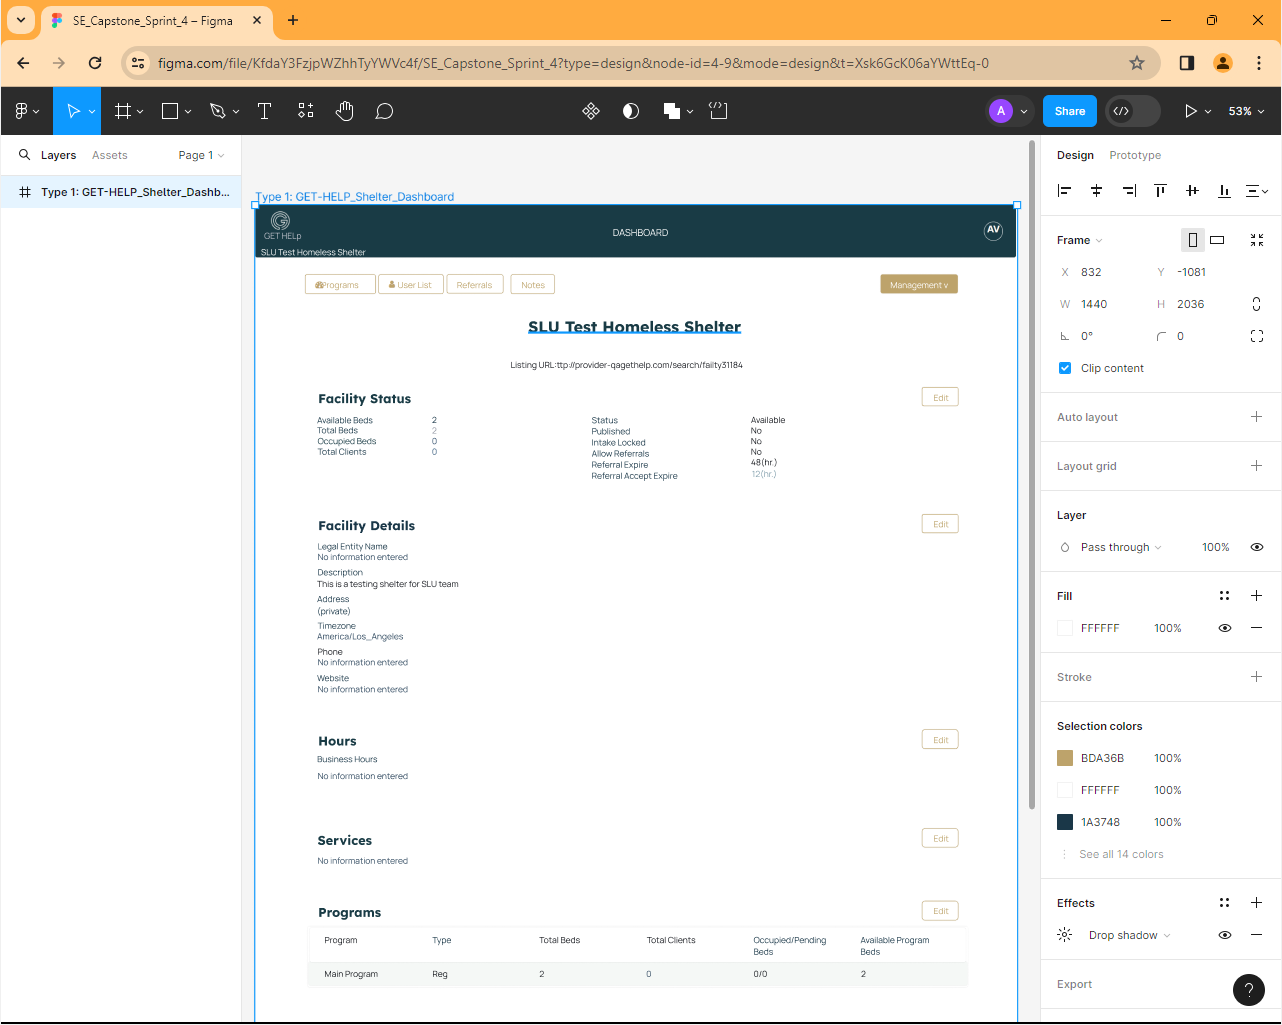 SE_Capstone_Sprint_4 – Figma
figma.com/file/KfdaY3FzjpWZhhTyYWVc4f/SE_Capstone_Sprint_4?type=design&node-id=4-9&mode=design&t=Xsk6GcK06aYWttEq-0
A
Share
53%
Layers
Assets
Page 1
Type 1: GET-HELP_Shelter_Dashb...
Type 1: GET-HELP_Shelter_Dashboard
GET HELp
SLU Test Homeless Shelter
DASHBOARD
AV
Programs
User List
Referrals
Notes
Management v
SLU Test Homeless Shelter
Listing URL:ttp://provider-qagethelp.com/search/failty31184
Facility Status
Edit
Available Beds 2
Total Beds 2
Occupied Beds 0
Total Clients 0
Status Available
Published No
Intake Locked No
Allow Referrals No
Referral Expire 48(hr.)
Referral Accept Expire 12(hr.)
Facility Details
Edit
Legal Entity Name
No information entered
Description
This is a testing shelter for SLU team
Address
(private)
Timezone
America/Los_Angeles
Phone
No information entered
Website
No information entered
Hours
Edit
Business Hours
No information entered
Services
Edit
No information entered
Programs
Edit
Program Type Total Beds Total Clients Occupied/Pending Beds Available Program Beds
Main Program Reg 2 0 0/0 2
Design
Prototype
Frame
X 832 Y -1081
W 1440 H 2036
0° 0
Clip content
Auto layout
Layout grid
Layer
Pass through 100%
Fill
FFFFFF 100%
Stroke
Selection colors
BDA36B 100%
FFFFFF 100%
1A3748 100%
See all 14 colors
Effects
Drop shadow
Export
?